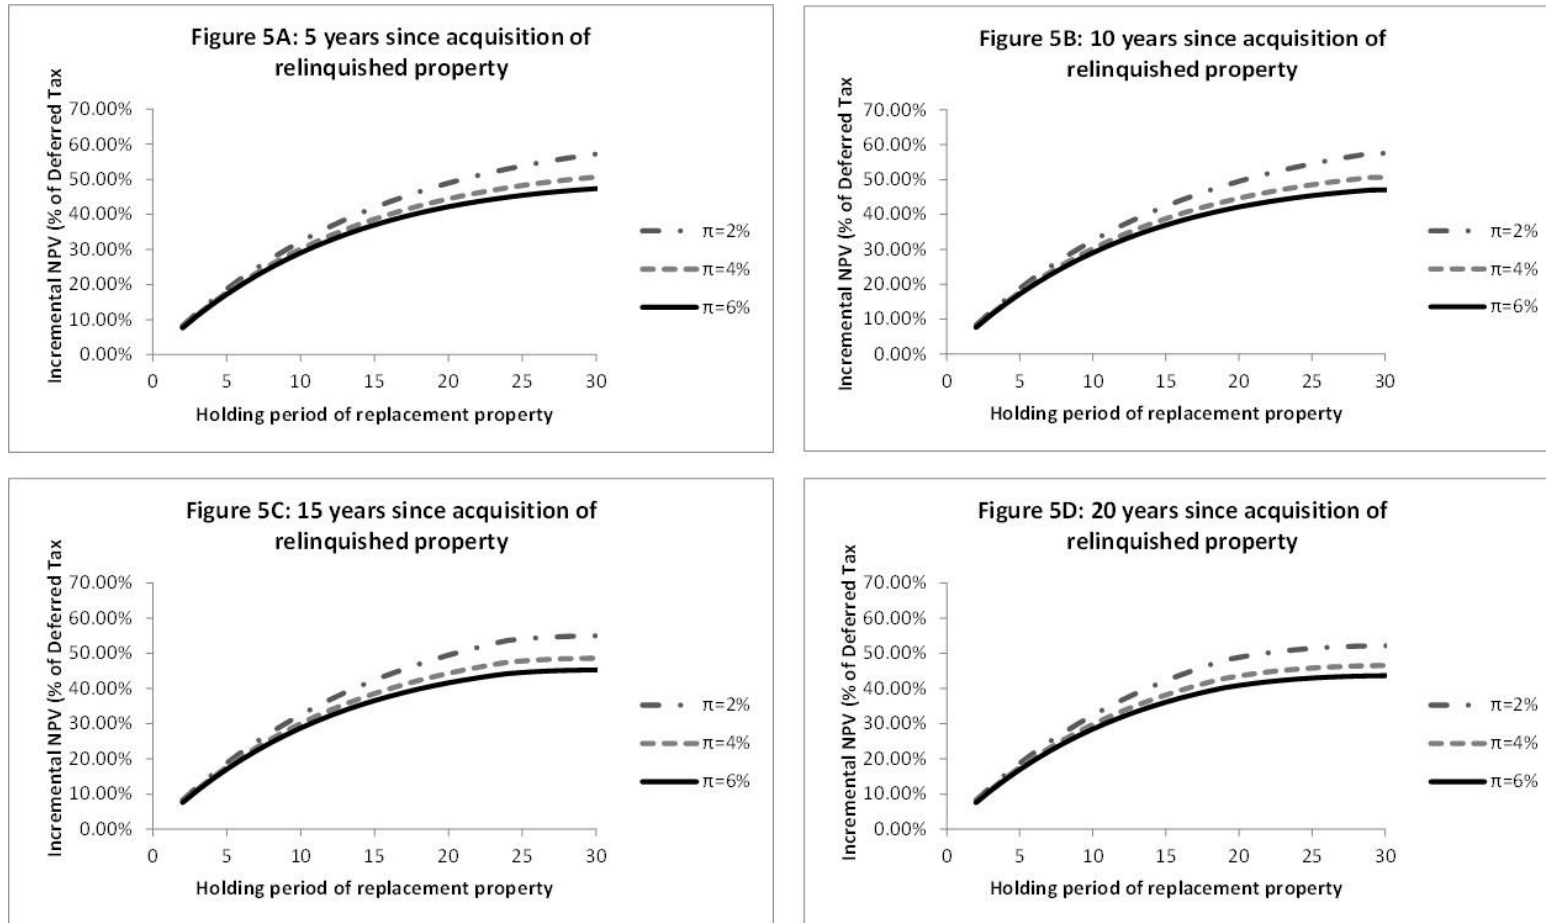 Figure 5A: 5 years since acquisition of
relinquished property
Incremental NPV (% of Deferred Tax
70.00%
60.00%
50.00%
40.00%
30.00%
20.00%
10.00%
0.00%
0 5 10 15 20 25 30
Holding period of replacement property
π=2%
π=4%
π=6%
Figure 5B: 10 years since acquisition of
relinquished property
Incremental NPV (% of Deferred Tax
70.00%
60.00%
50.00%
40.00%
30.00%
20.00%
10.00%
0.00%
0 5 10 15 20 25 30
Holding period of replacement property
π=2%
π=4%
π=6%
Figure 5C: 15 years since acquisition of
relinquished property
Incremental NPV (% of Deferred Tax
70.00%
60.00%
50.00%
40.00%
30.00%
20.00%
10.00%
0.00%
0 5 10 15 20 25 30
Holding period of replacement property
π=2%
π=4%
π=6%
Figure 5D: 20 years since acquisition of
relinquished property
Incremental NPV (% of Deferred Tax
70.00%
60.00%
50.00%
40.00%
30.00%
20.00%
10.00%
0.00%
0 5 10 15 20 25 30
Holding period of replacement property
π=2%
π=4%
π=6%